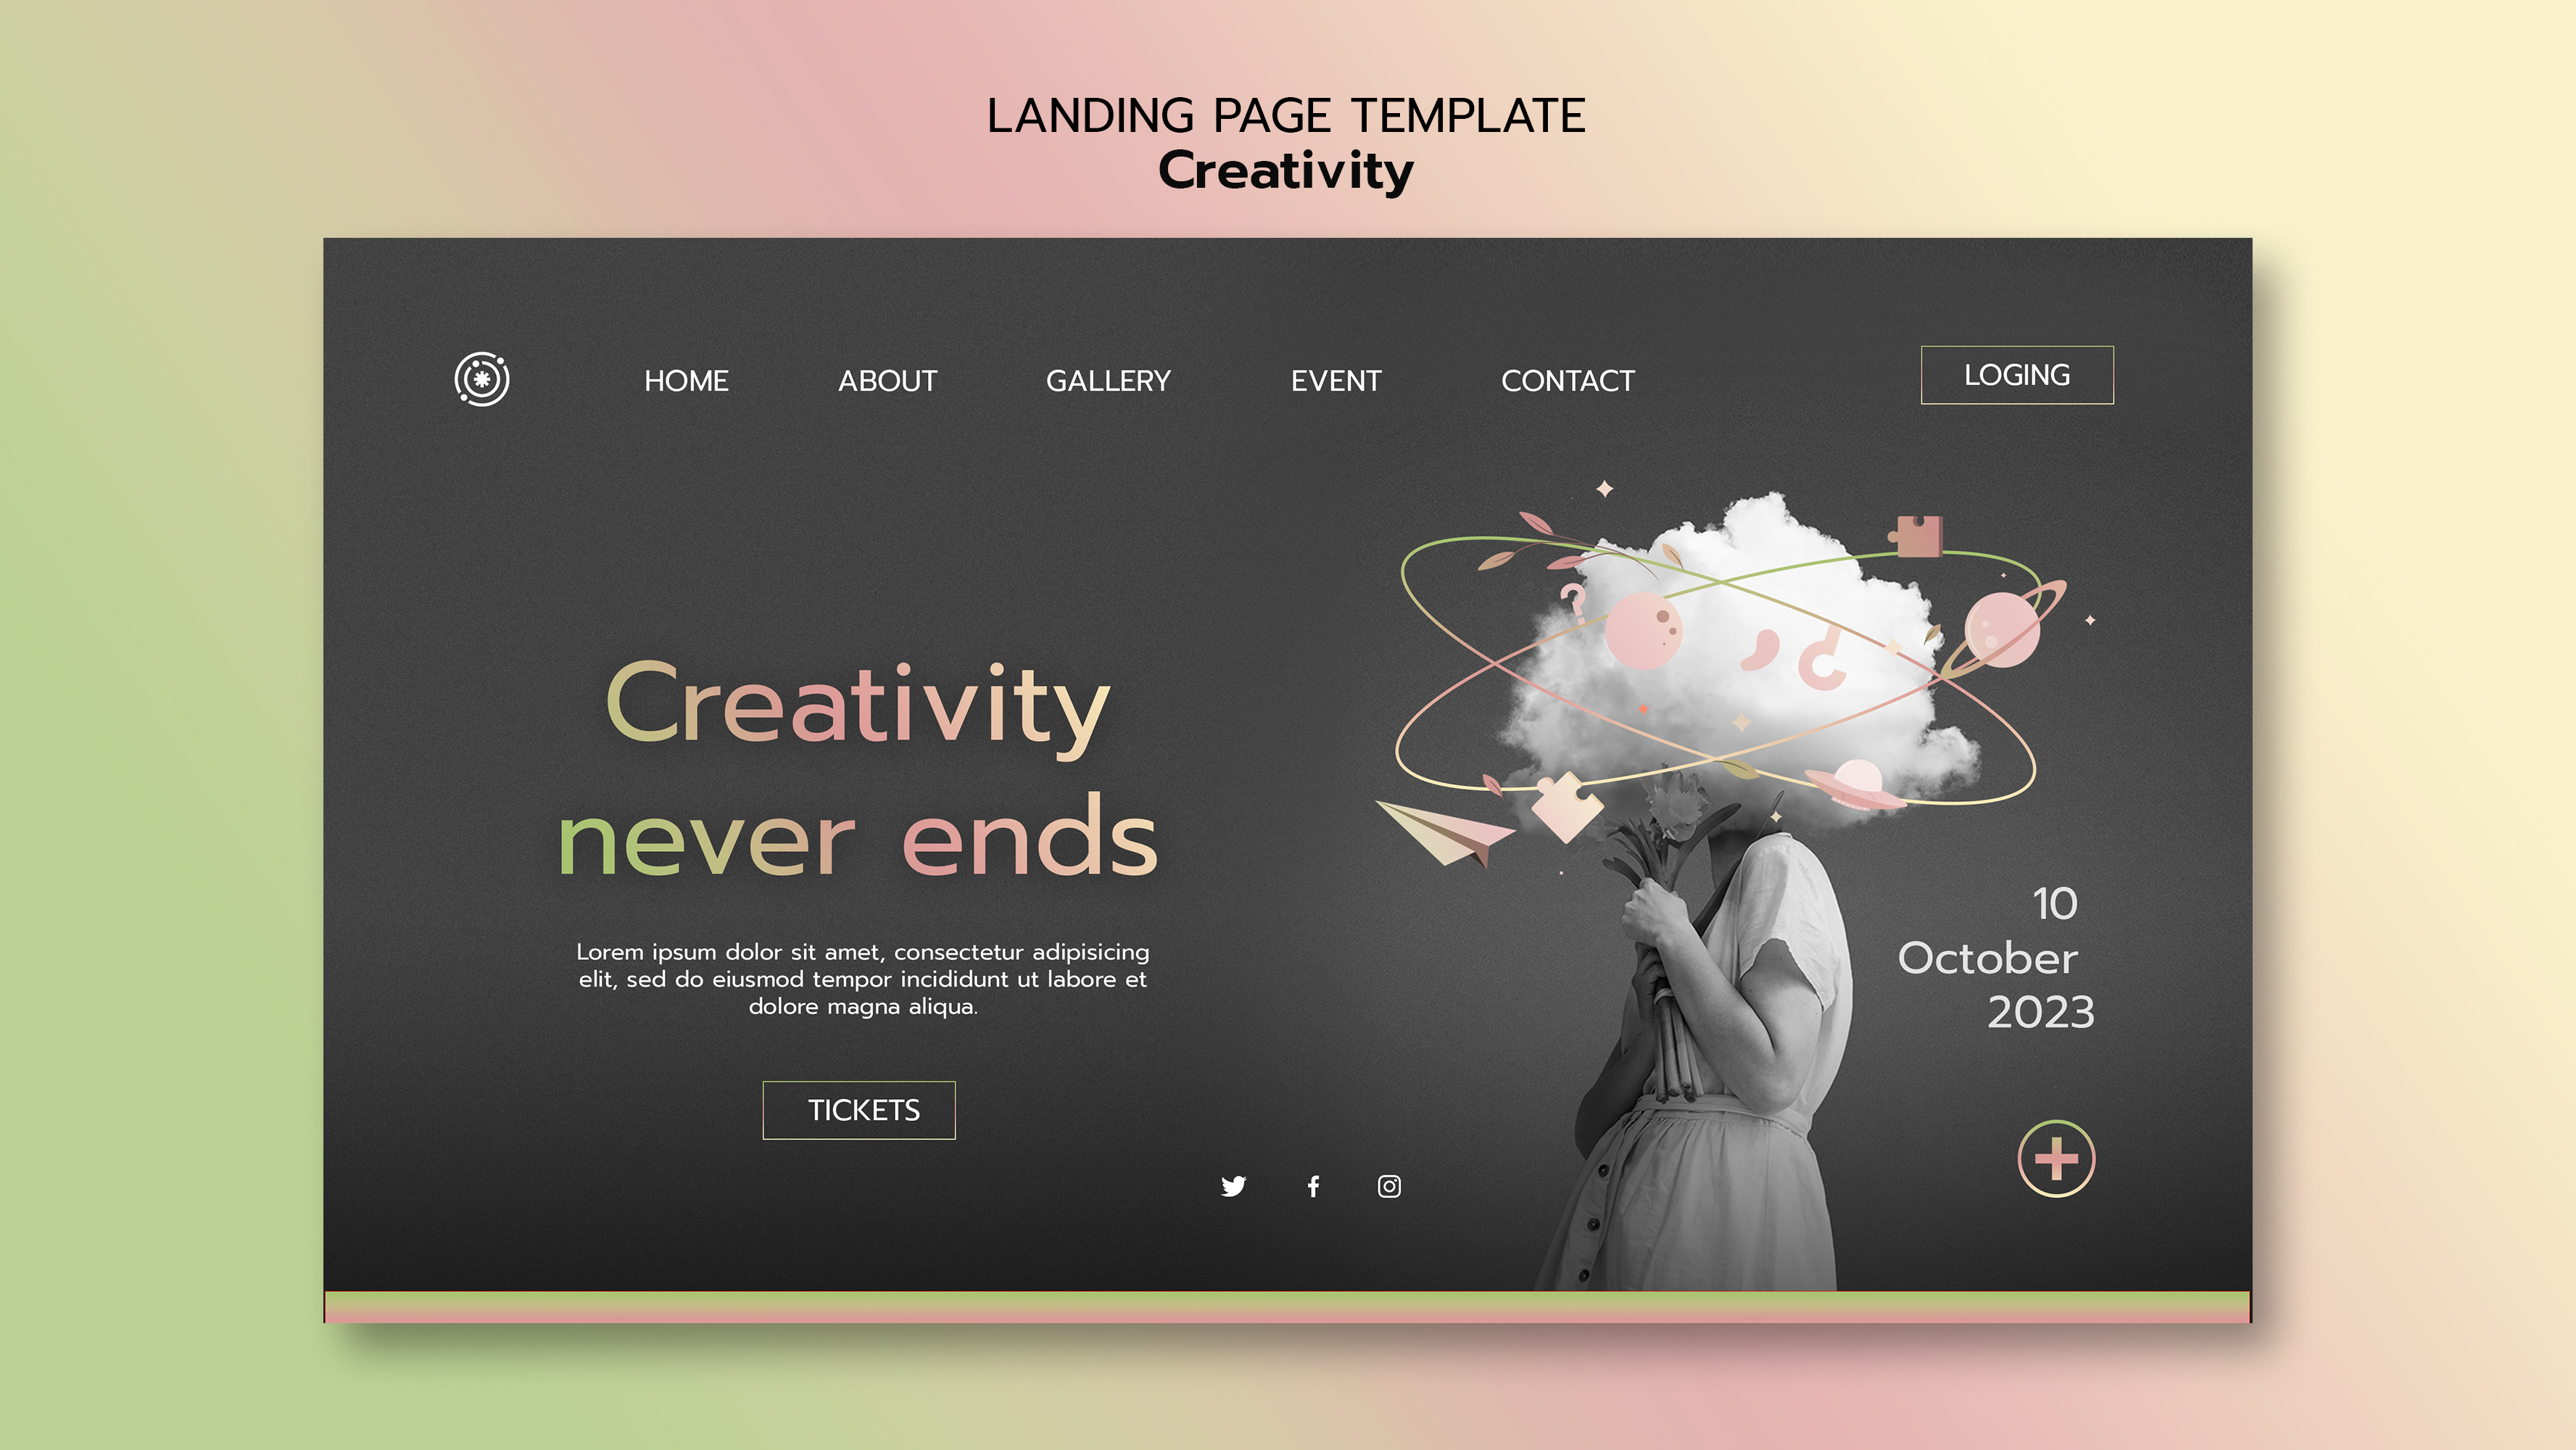 LANDING PAGE TEMPLATE
Creativity
HOME ABOUT GALLERY EVENT CONTACT LOGING
Creativity
never ends
Lorem ipsum dolor sit amet, consectetur adipisicing
elit, sed do eiusmod tempor incididunt ut labore et
dolore magna aliqua.
TICKETS
10
October
2023